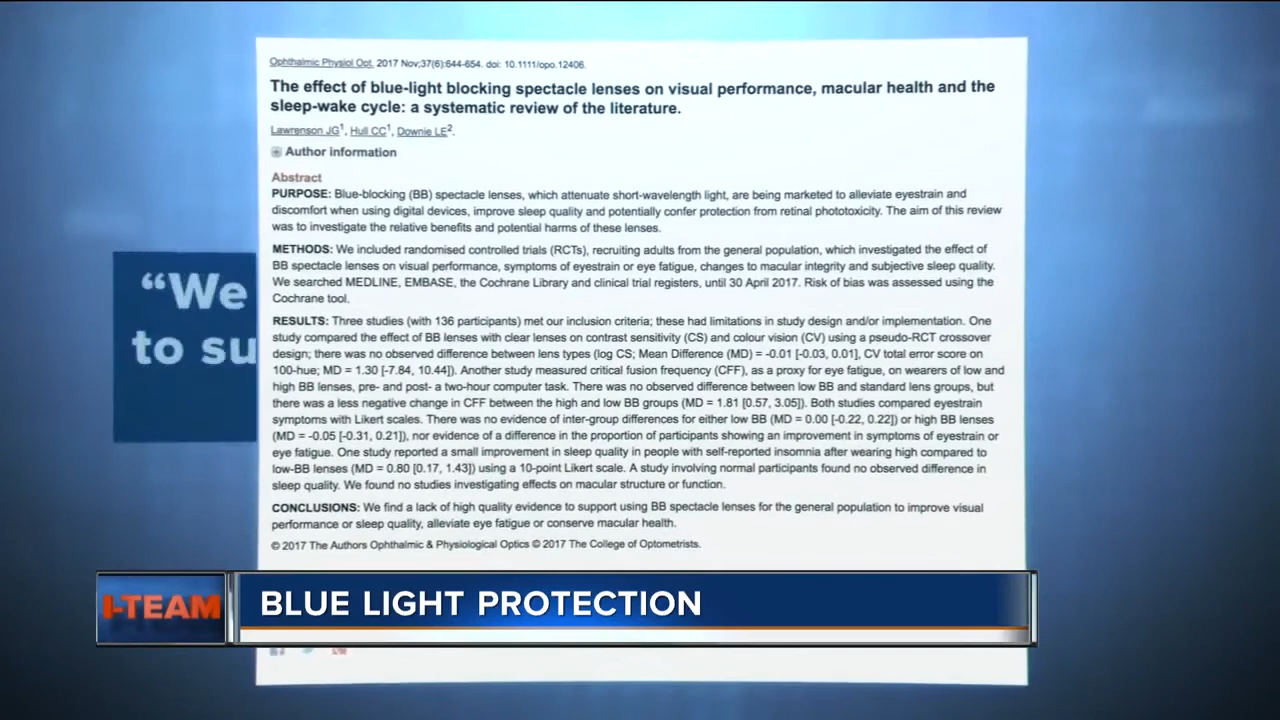 Ophthalmic Physiol Opt. 2017 Nov;37(6):644-654. doi: 10.1111/opo.12406.
The effect of blue-light blocking spectacle lenses on visual performance, macular health and the
sleep-wake cycle: a systematic review of the literature.
Lawrenson JG1, Hull CC1, Downie LE2.
Author information
Abstract
PURPOSE: Blue-blocking (BB) spectacle lenses, which attenuate short-wavelength light, are being marketed to alleviate eyestrain and
discomfort when using digital devices, improve sleep quality and potentially confer protection from retinal phototoxicity. The aim of this review
was to investigate the relative benefits and potential harms of these lenses.
METHODS: We included randomised controlled trials (RCTs), recruiting adults from the general population, which investigated the effect of
BB spectacle lenses on visual performance, symptoms of eyestrain or eye fatigue, changes to macular integrity and subjective sleep quality.
We searched MEDLINE, EMBASE, the Cochrane Library and clinical trial registers, until 30 April 2017. Risk of bias was assessed using the
Cochrane tool.
RESULTS: Three studies (with 136 participants) met our inclusion criteria; these had limitations in study design and/or implementation. One
study compared the effect of BB lenses with clear lenses on contrast sensitivity (CS) and colour vision (CV) using a pseudo-RCT crossover
design; there was no observed difference between lens types (log CS; Mean Difference (MD) = -0.01 [-0.03, 0.01], CV total error score on
100-hue; MD = 1.30 [-7.84, 10.44]). Another study measured critical fusion frequency (CFF), as a proxy for eye fatigue, on wearers of low and
high BB lenses, pre- and post- a two-hour computer task. There was no observed difference between low BB and standard lens groups, but
there was a less negative change in CFF between the high and low BB groups (MD = 1.81 [0.57, 3.05]). Both studies compared eyestrain
symptoms with Likert scales. There was no evidence of inter-group differences for either low BB (MD = 0.00 [-0.22, 0.22]) or high BB lenses
(MD = -0.05 [-0.31, 0.21]), nor evidence of a difference in the proportion of participants showing an improvement in symptoms of eyestrain or
eye fatigue. One study reported a small improvement in sleep quality in people with self-reported insomnia after wearing high compared to
low-BB lenses (MD = 0.80 [0.17, 1.43]) using a 10-point Likert scale. A study involving normal participants found no observed difference in
sleep quality. We found no studies investigating effects on macular structure or function.
CONCLUSIONS: We find a lack of high quality evidence to support using BB spectacle lenses for the general population to improve visual
performance or sleep quality, alleviate eye fatigue or conserve macular health.
© 2017 The Authors Ophthalmic & Physiological Optics © 2017 The College of Optometrists.
“We
to su
I-TEAM
BLUE LIGHT PROTECTION